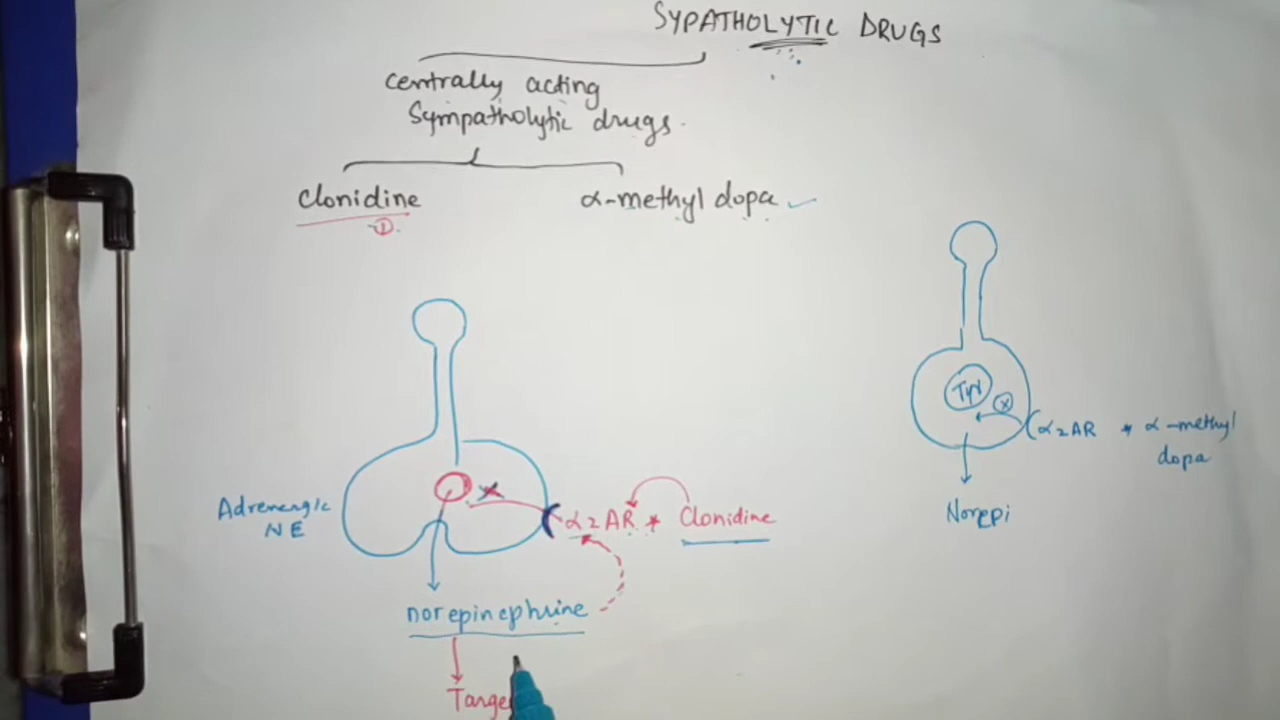 SYPATHOLYTIC DRUGS
centrally acting
Sympatholytic drugs.
Clonidine
①
α-methyl dopa
Tyr
x
α2AR * α-methyl
dopa
Norepi
Adrenergic
NE
x
α2AR * Clonidine
norepinephrine